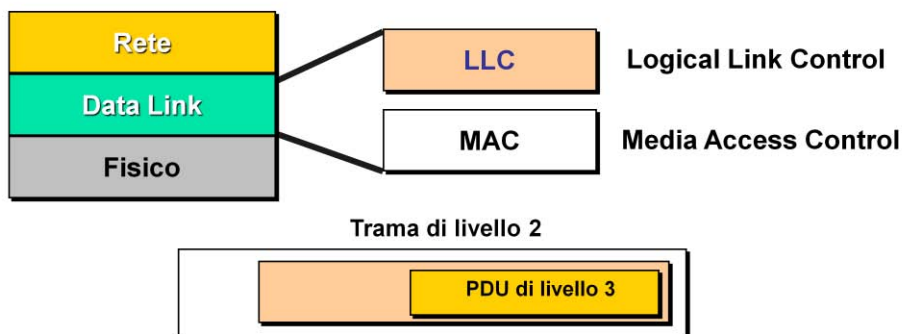 Rete
Data Link
Fisico
LLC
Logical Link Control
MAC
Media Access Control
Trama di livello 2
PDU di livello 3